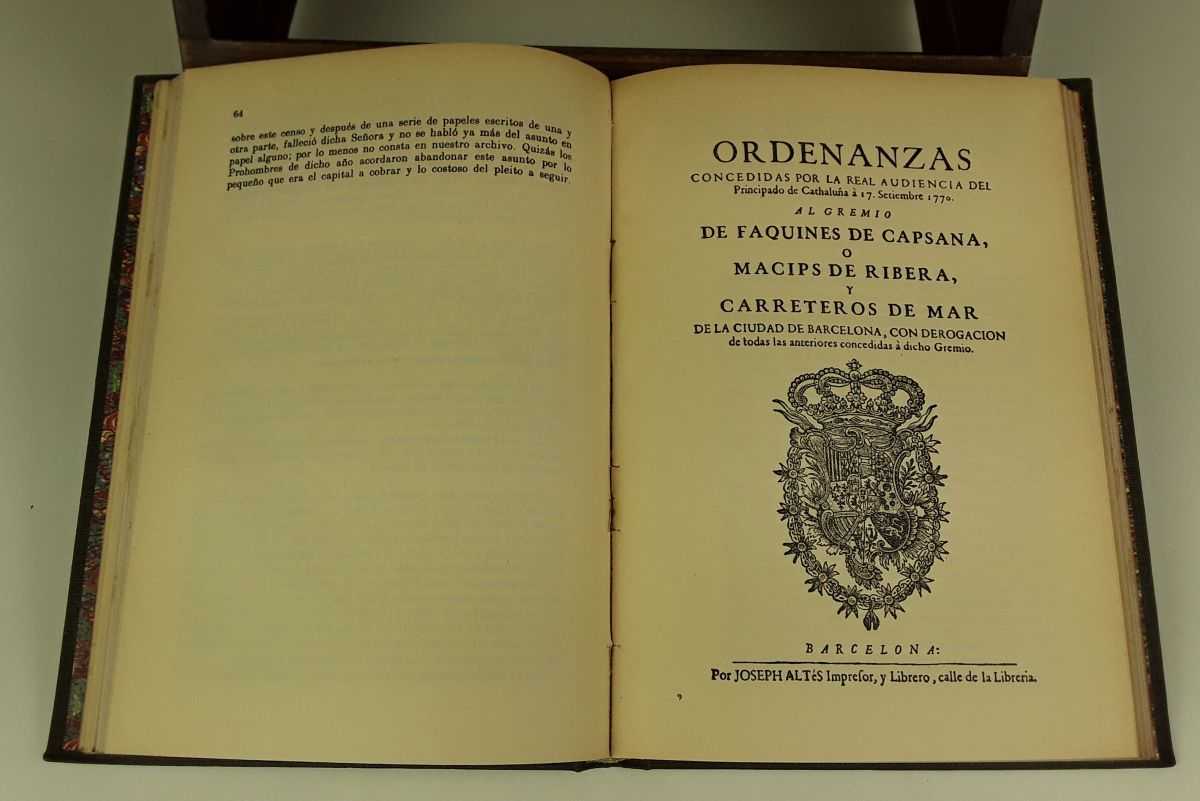 64
sobre este censo y después de una serie de papeles escritos de una y
otra parte, falleció dicha Señora y no se habló ya más del asunto en
papel alguno; por lo menos no consta en nuestro archivo. Quizás los
Prohombres de dicho año acordaron abandonar este asunto por lo
pequeño que era el capital a cobrar y lo costoso del pleito a seguir.
ORDENANZAS
CONCEDIDAS POR LA REAL AUDIENCIA DEL
Principado de Cathaluña à 17. Setiembre 1770.
AL GREMIO
DE FAQUINES DE CAPSANA,
O
MACIPS DE RIBERA,
Y
CARRETEROS DE MAR
DE LA CIUDAD DE BARCELONA, CON DEROGACION
de todas las anteriores concedidas à dicho Gremio.
BARCELONA:
Por JOSEPH ALTés Impreſor, y Librero, calle de la Libreria.